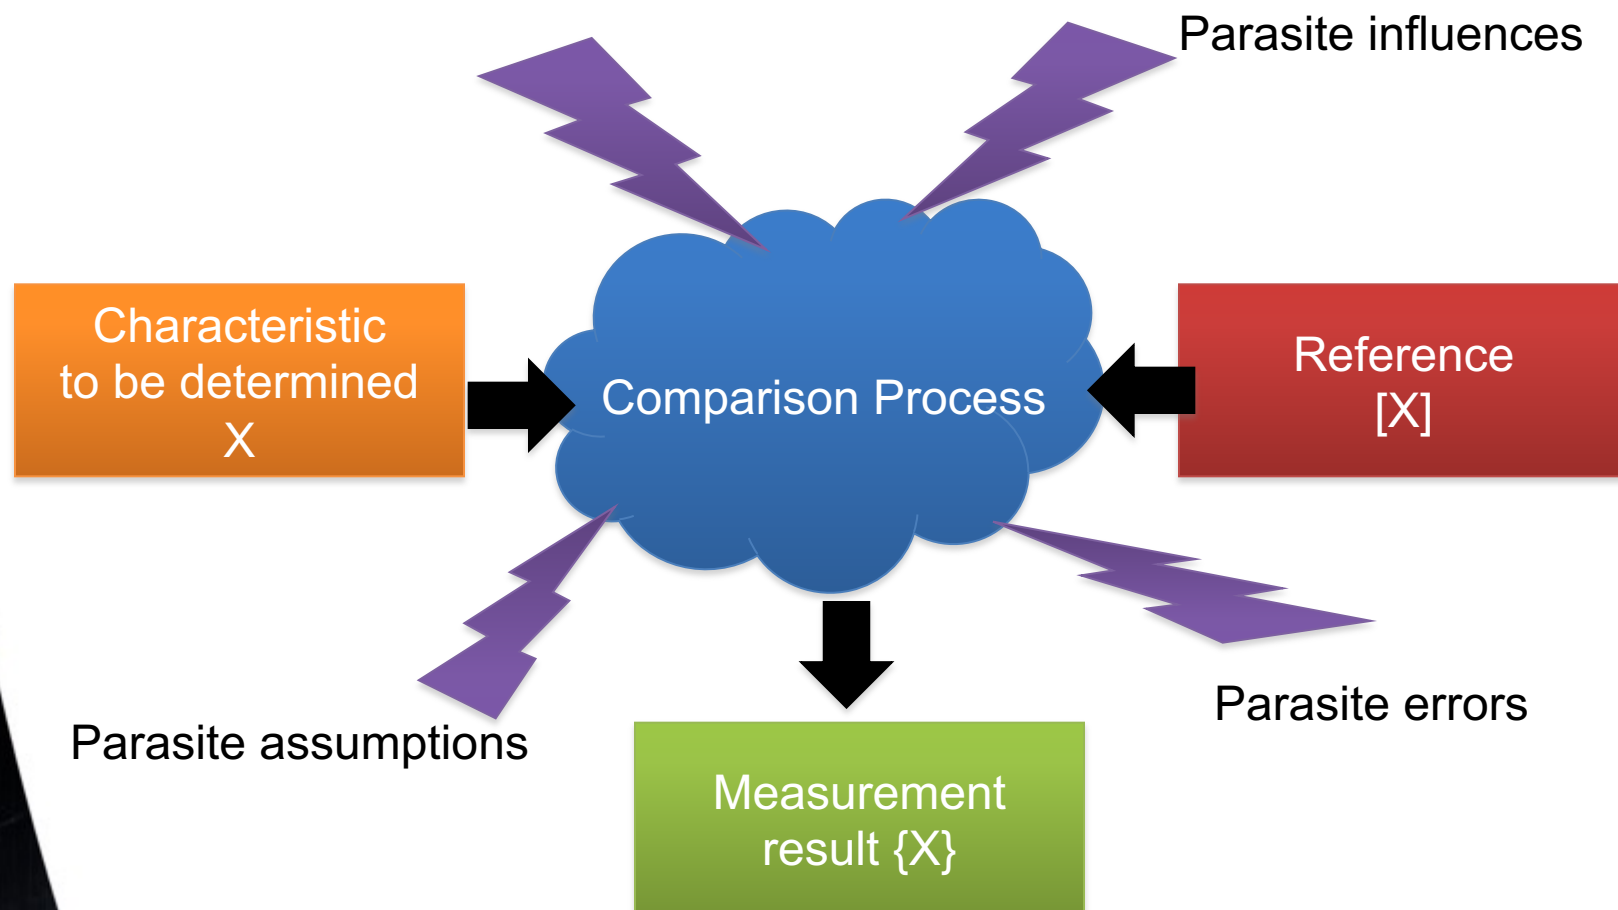 Parasite influences
Characteristic
to be determined
X
Comparison Process
Reference
[X]
Parasite assumptions
Parasite errors
Measurement
result {X}